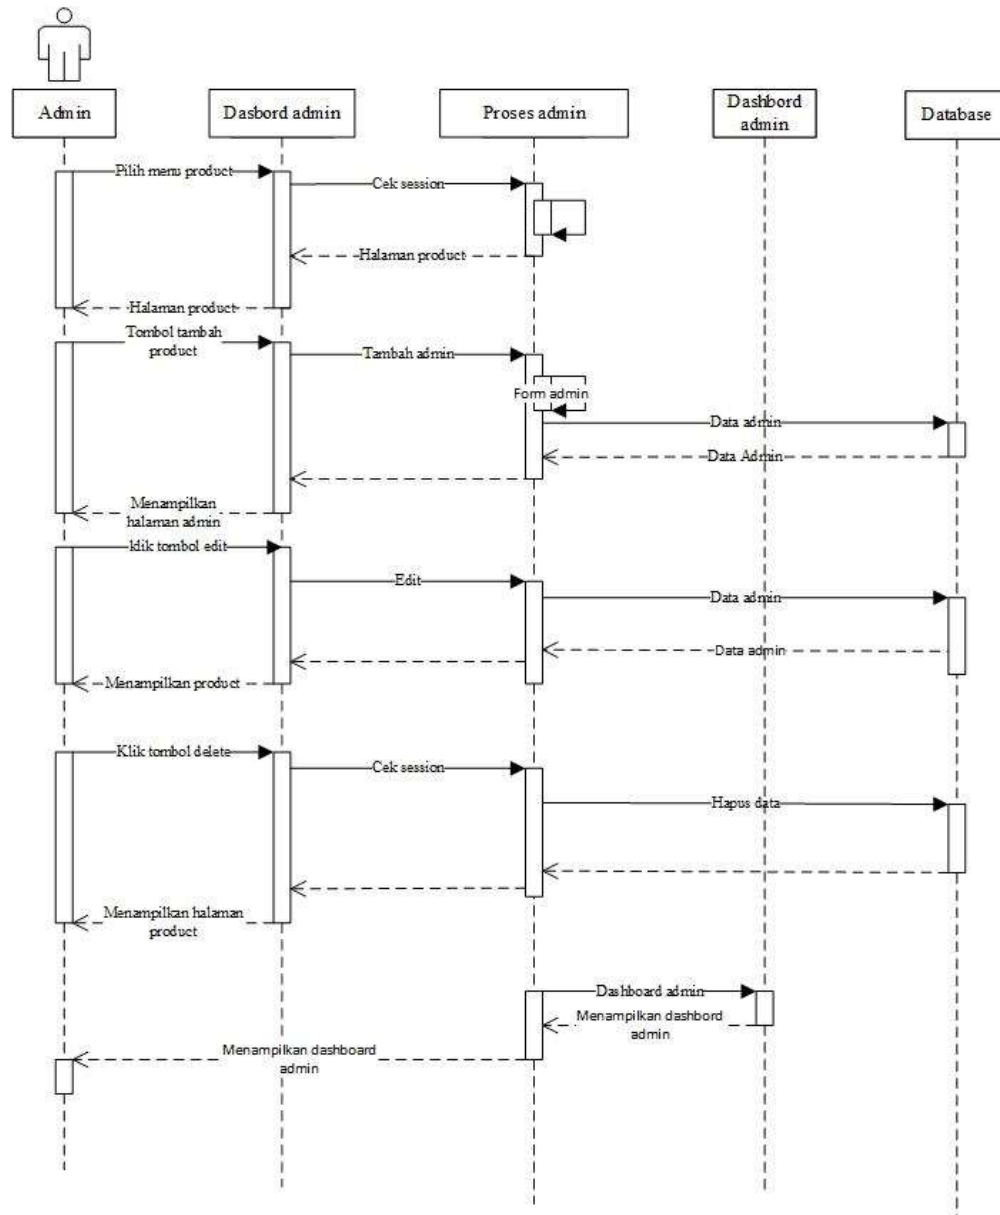 Admin
Dasbord admin
Proses admin
Dashbord
admin
Database
Pilih menu product
Cek session
Halaman product
Halaman product
Tombol tambah
product
Tambah admin
Form admin
Data admin
Data Admin
Menampilkan
halaman admin
klik tombol edit
Edit
Data admin
Data admin
Menampilkan product
Klik tombol delete
Cek session
Hapus data
Menampilkan halaman
product
Dashboard admin
Menampilkan dashbord
admin
Menampilkan dashboard
admin